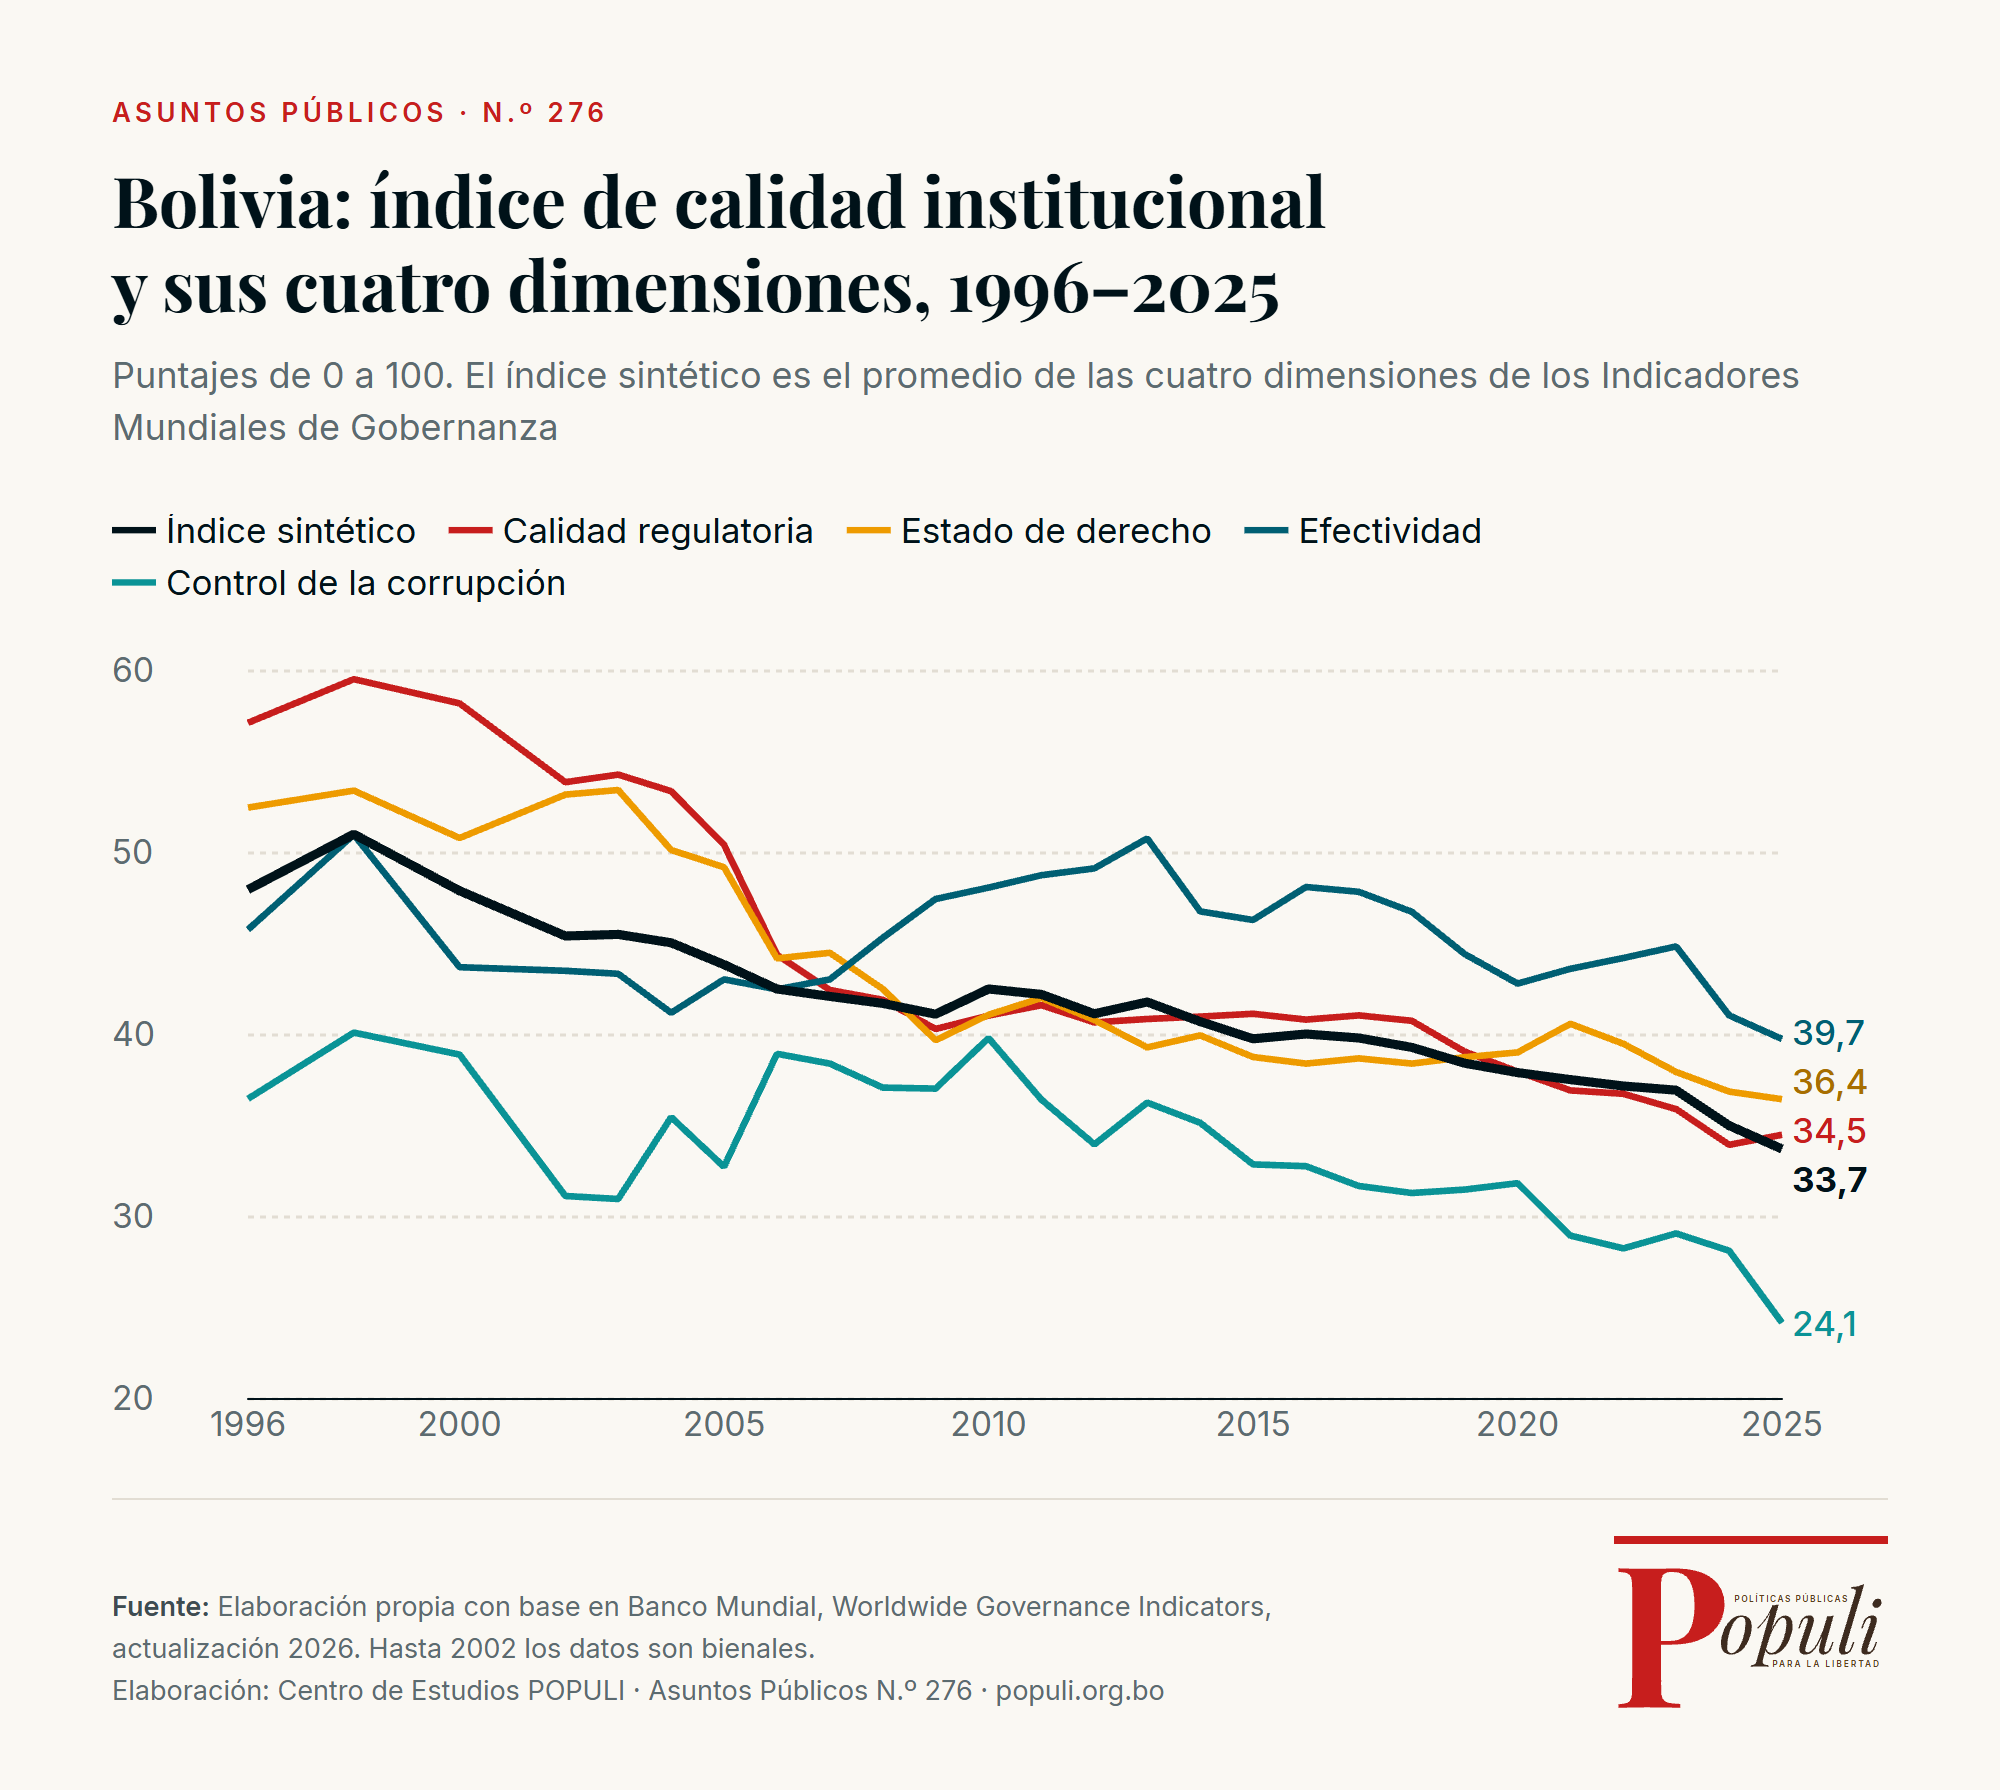 ASUNTOS PÚBLICOS · N.º 276
Bolivia: índice de calidad institucional
y sus cuatro dimensiones, 1996–2025
Puntajes de 0 a 100. El índice sintético es el promedio de las cuatro dimensiones de los Indicadores
Mundiales de Gobernanza
Índice sintético Calidad regulatoria Estado de derecho Efectividad
Control de la corrupción
60
50
40
30
20
39,7
36,4
34,5
33,7
24,1
1996 2000 2005 2010 2015 2020 2025
Fuente: Elaboración propia con base en Banco Mundial, Worldwide Governance Indicators,
actualización 2026. Hasta 2002 los datos son bienales.
Elaboración: Centro de Estudios POPULI · Asuntos Públicos N.º 276 · populi.org.bo
POLÍTICAS PÚBLICAS
Populi
PARA LA LIBERTAD